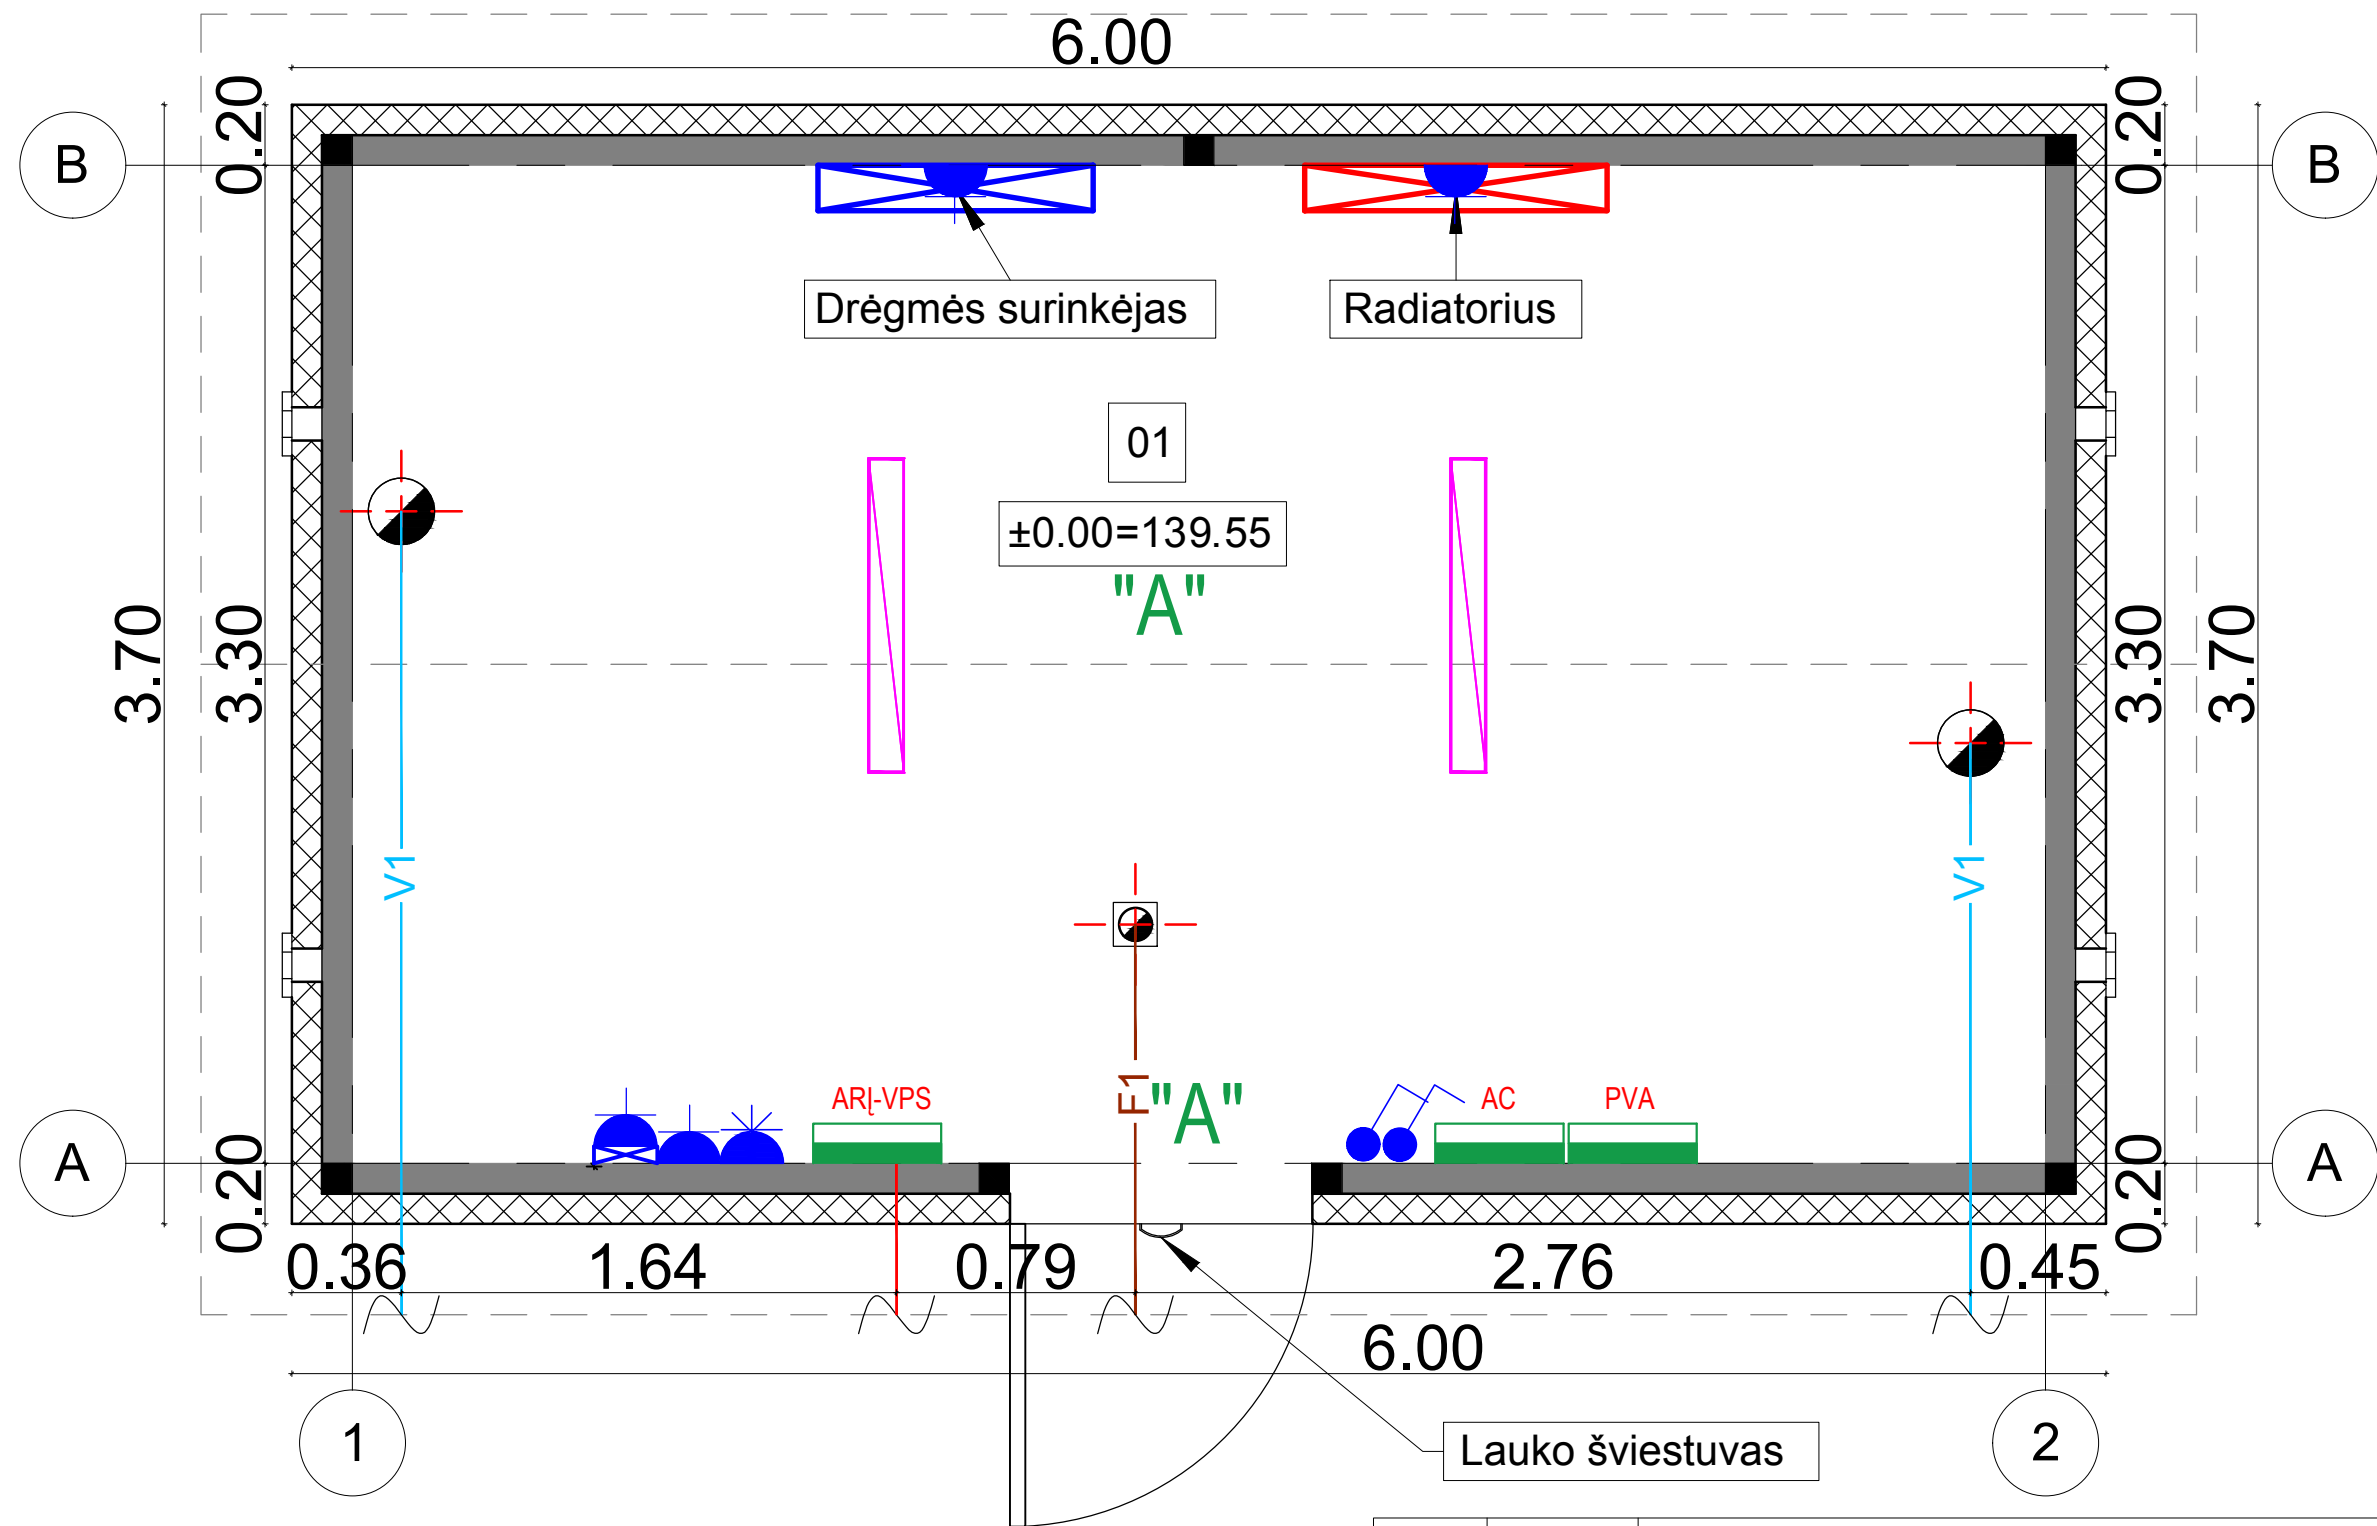 6.00
0.20
0.20
B
B
Drėgmės surinkėjas
Radiatorius
01
±0.00=139.55
"A"
3.70
3.30
3.30
3.70
V1
V1
ARĮ-VPS
F1
"A"
AC
PVA
A
A
0.20
0.20
0.36
1.64
0.79
2.76
0.45
6.00
1
Lauko šviestuvas
2